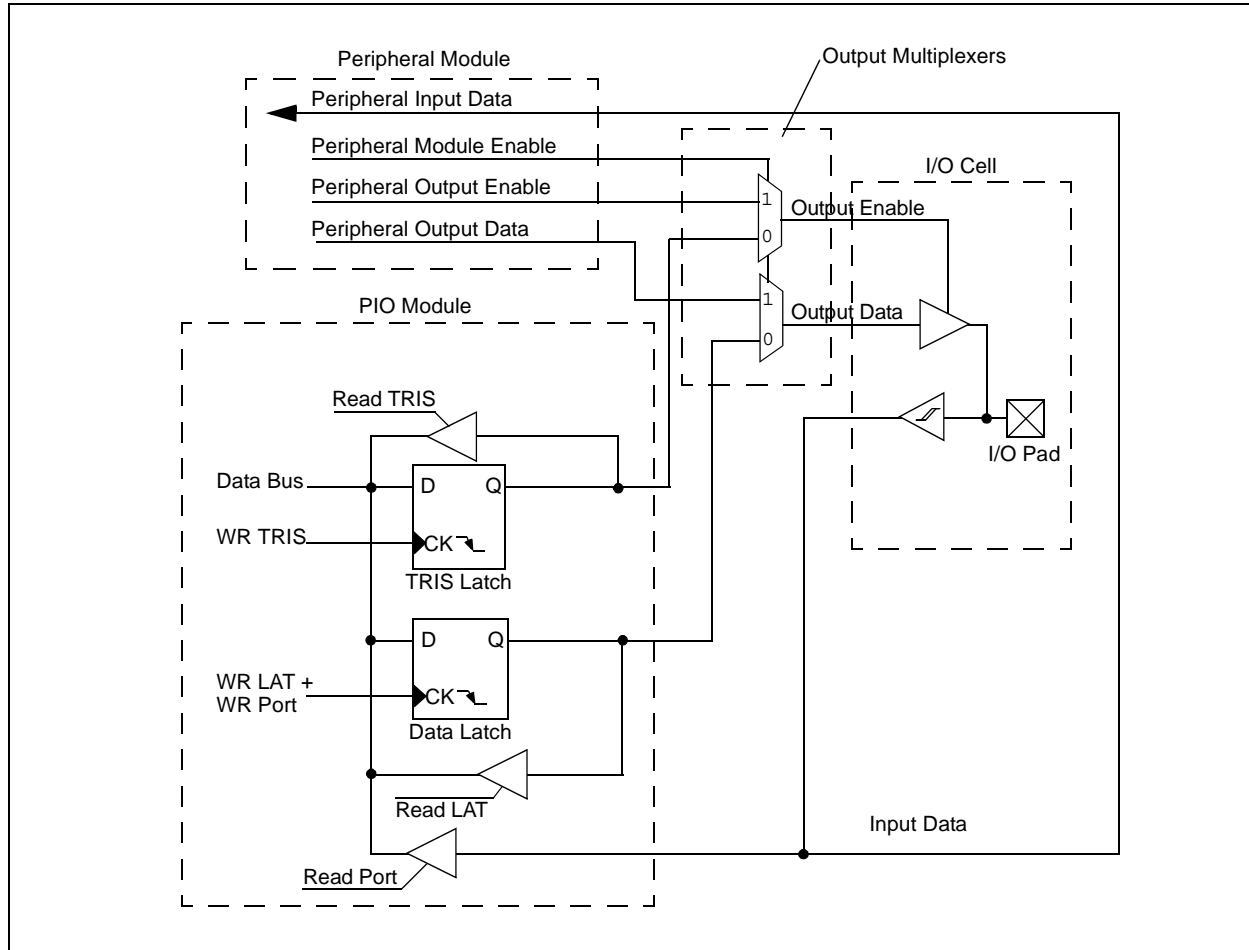 Peripheral Module
Output Multiplexers
Peripheral Input Data
Peripheral Module Enable
Peripheral Output Enable
Peripheral Output Data
1
0
Output Enable
1
0
Output Data
I/O Cell
I/O Pad
PIO Module
Read TRIS
Data Bus
D
Q
WR TRIS
CK
TRIS Latch
D
Q
WR LAT +
WR Port
CK
Data Latch
Read LAT
Read Port
Input Data